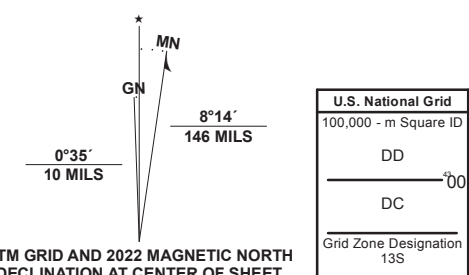 MN
GN
8°14´
146 MILS
0°35´
10 MILS
TM GRID AND 2022 MAGNETIC NORTH
DECLINATION AT CENTER OF SHEET
U.S. National Grid
100,000 - m Square ID
DD
4300
DC
Grid Zone Designation
13S